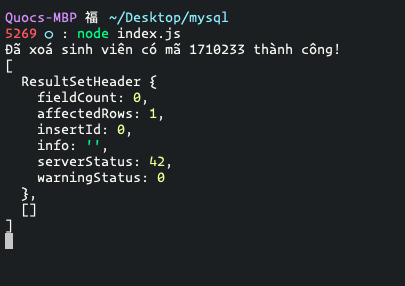 Quocs-MBP 福 ~/Desktop/mysql
5269 ○ : node index.js
Đã xoá sinh viên có mã 1710233 thành công!
[
  ResultSetHeader {
    fieldCount: 0,
    affectedRows: 1,
    insertId: 0,
    info: '',
    serverStatus: 42,
    warningStatus: 0
  },
  []
]